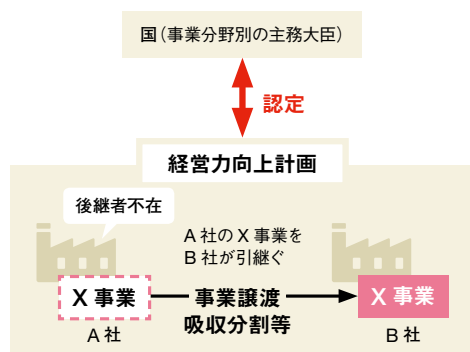 国（事業分野別の主務大臣）
認定
経営力向上計画
後継者不在
A社のX事業を
B社が引継ぐ
X事業
事業譲渡
吸収分割等
X事業
A社
B社